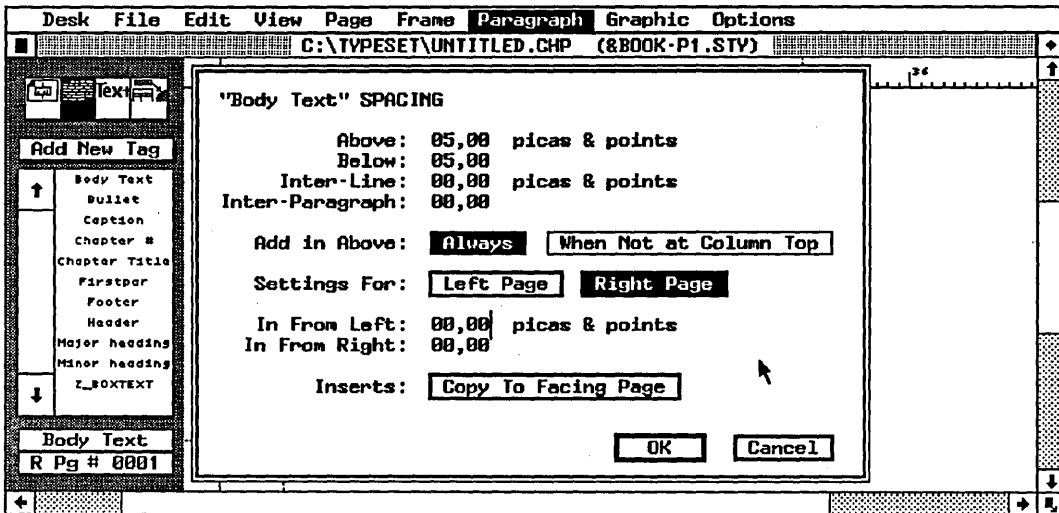 Desk File Edit View Page Frame Paragraph Graphic Options
C:\TYPESET\UNTITLED.CHP (&BOOK-P1.STY)
36
Text
Add New Tag
Body Text
Bullet
Caption
Chapter #
Chapter Title
Firstpar
Footer
Header
Major heading
Minor heading
Z_BOXTEXT
Body Text
R Pg # 0001
"Body Text" SPACING
Above: 05,00 picas & points
Below: 05,00
Inter-Line: 00,00 picas & points
Inter-Paragraph: 00,00
Add in Above: Always When Not at Column Top
Settings For: Left Page Right Page
In From Left: 00,00 picas & points
In From Right: 00,00
Inserts: Copy To Facing Page
OK Cancel